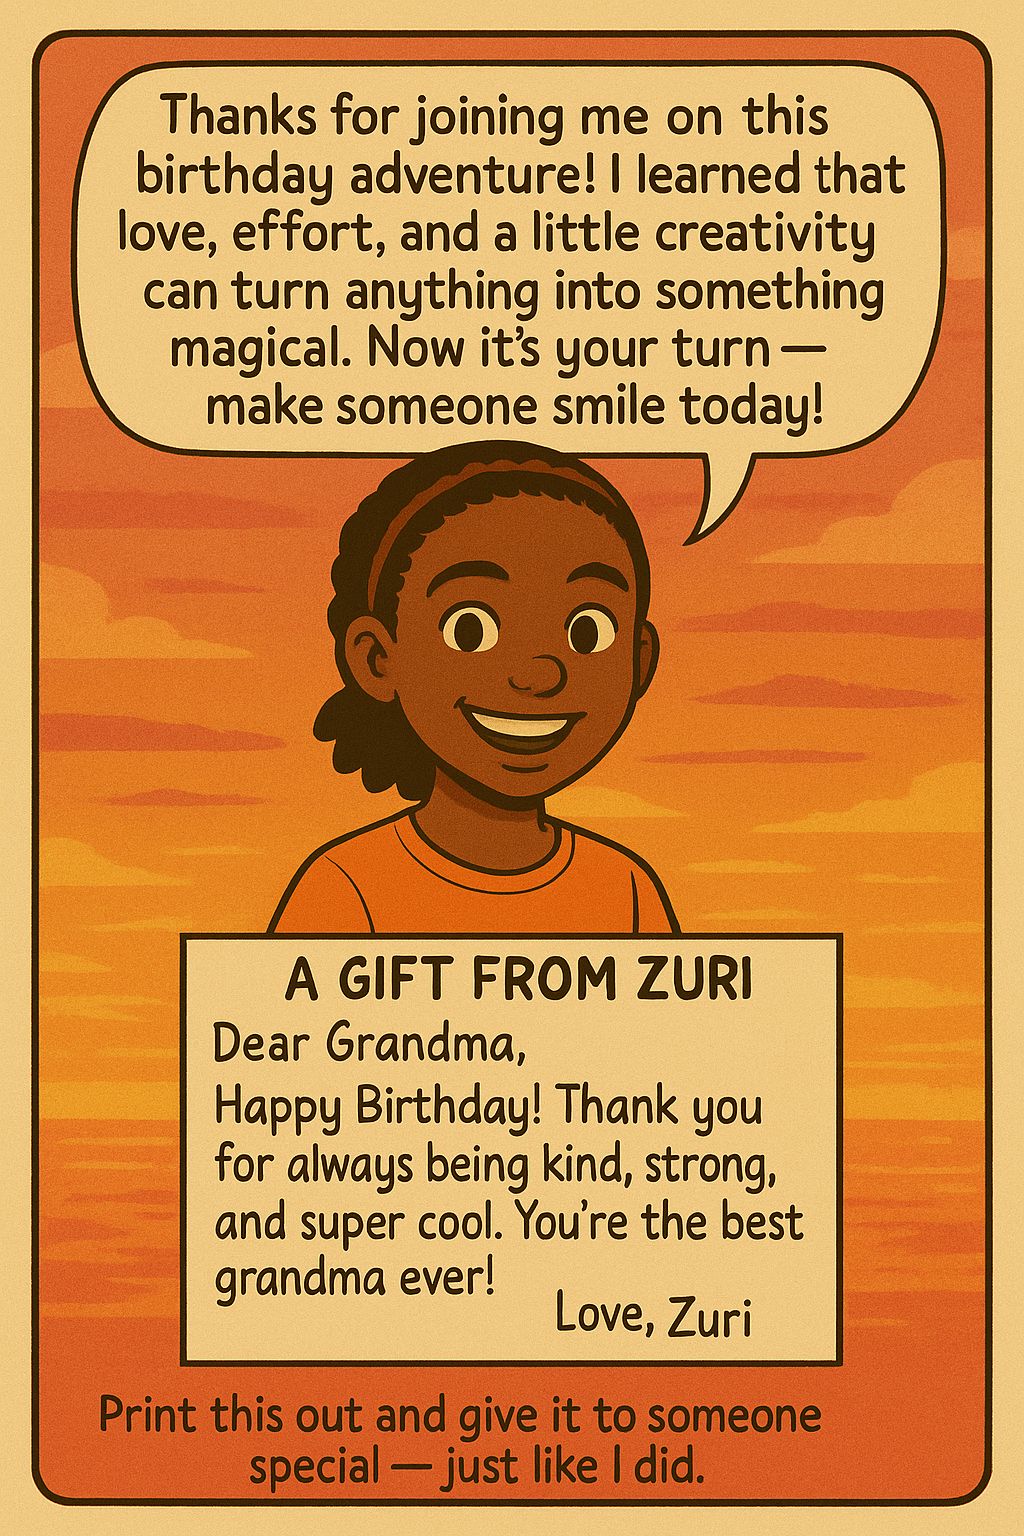 Thanks for joining me on this
birthday adventure! I learned that
love, effort, and a little creativity
can turn anything into something
magical. Now it's your turn —
make someone smile today!
A GIFT FROM ZURI
Dear Grandma,
Happy Birthday! Thank you
for always being kind, strong,
and super cool. You're the best
grandma ever!
Love, Zuri
Print this out and give it to someone
special — just like I did.